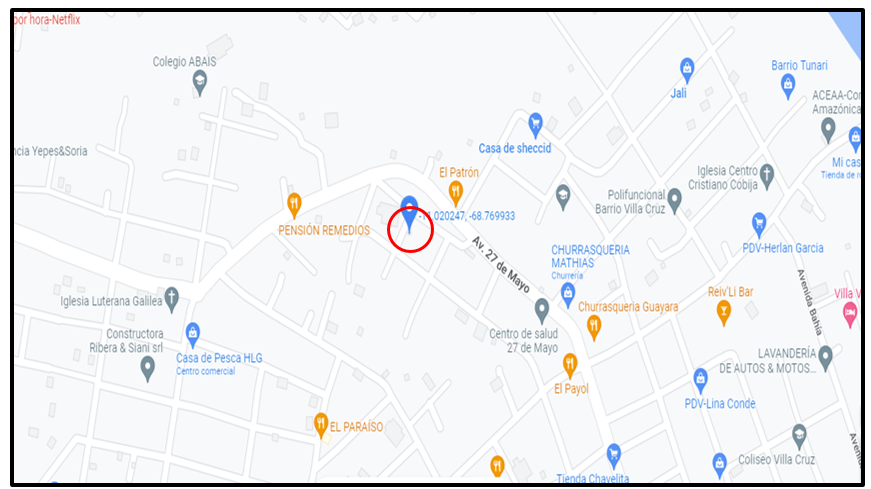 por hora-Netflix
Colegio ABAIS
Barrio Tunari
Jali
ACEAA-Con
Amazónica
ncia Yepes&Soria
Casa de sheccid
Mi cas
Tienda de ro
El Patrón
Iglesia Centro
Cristiano Cobija
Polifuncional
Barrio Villa Cruz
020247, -68.769933
PENSIÓN REMEDIOS
Av. 27 de Mayo
CHURRASQUERIA
MATHIAS
Churrería
PDV-Herlan Garcia
Avenida Bahía
Iglesia Luterana Galilea
Churrasqueria Guayara
Reiv'Li Bar
Villa V
Constructora
Ribera & Siani srl
Centro de salud
27 de Mayo
Casa de Pesca HLG
Centro comercial
LAVANDERÍA
DE AUTOS & MOTOS...
El Payol
PDV-Lina Conde
EL PARAÍSO
Coliseo Villa Cruz
Aveni
Tienda Chavelita